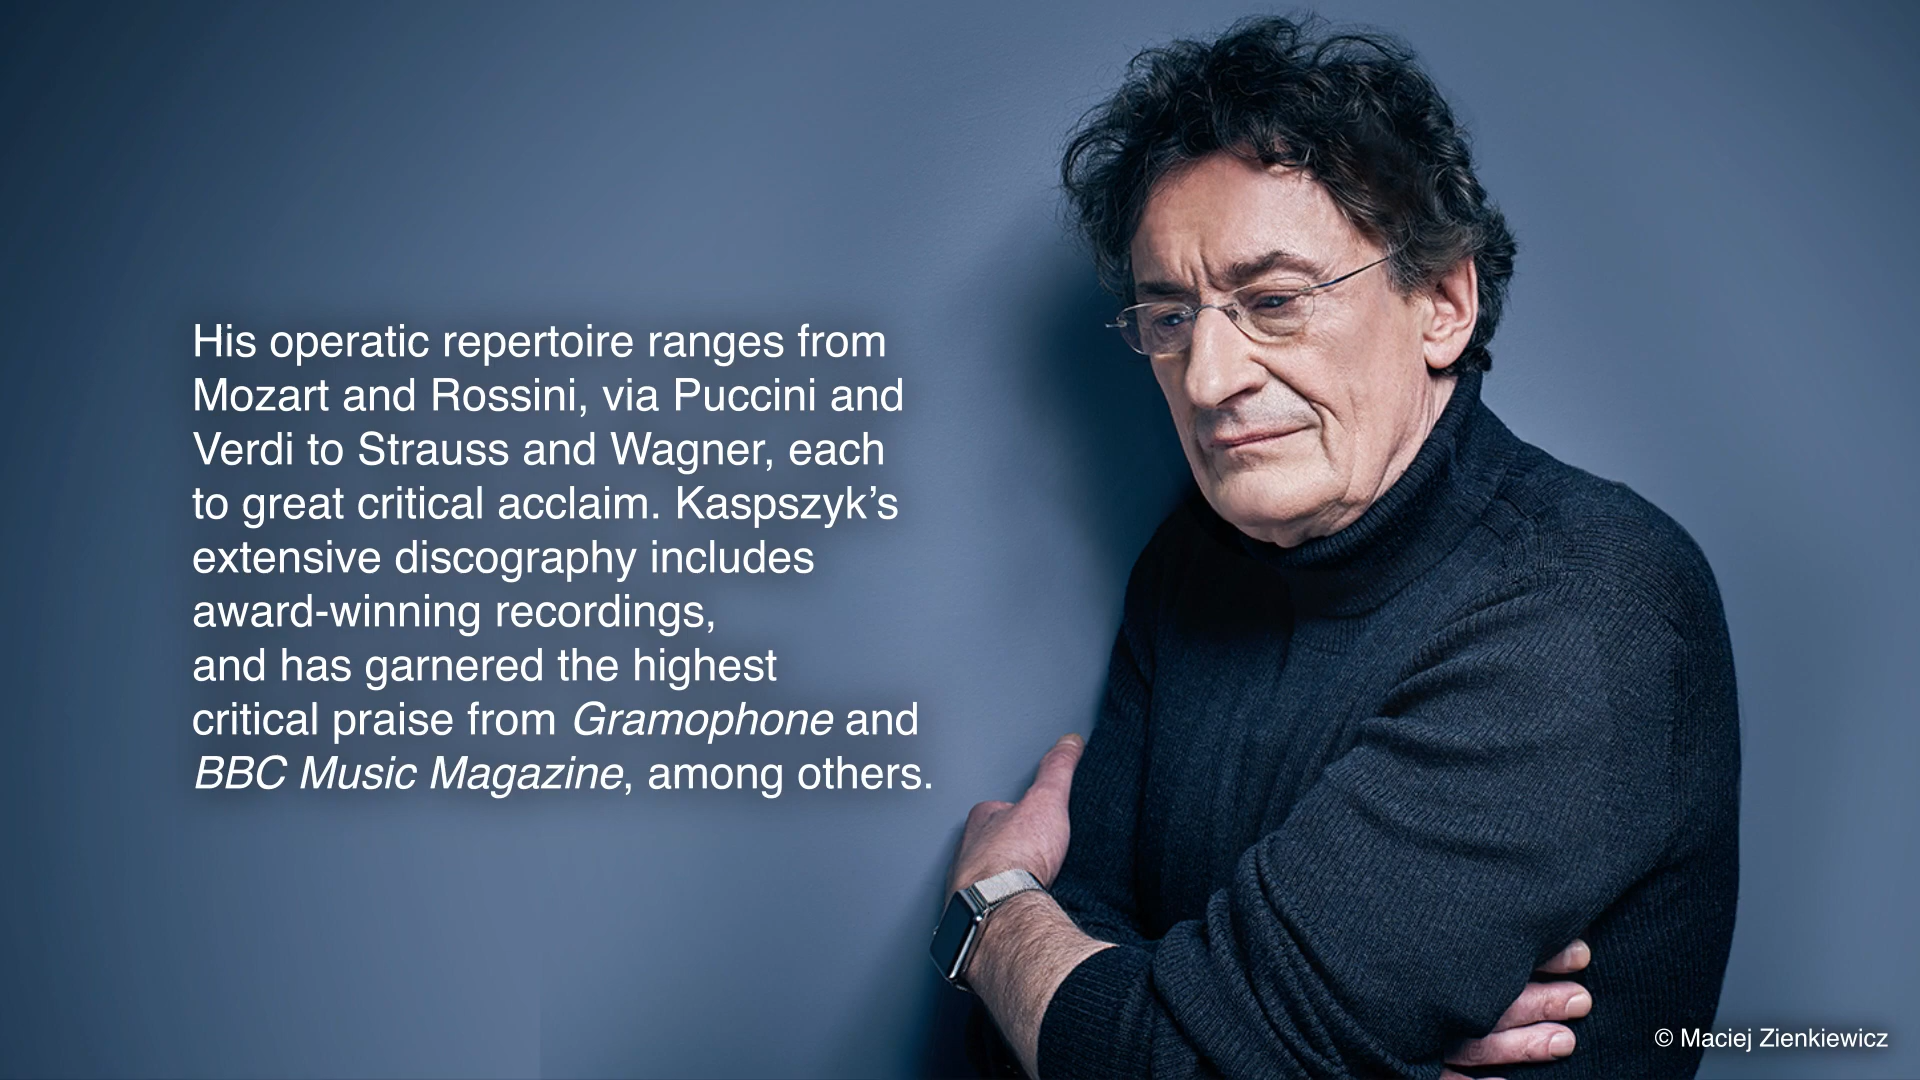 His operatic repertoire ranges from
Mozart and Rossini, via Puccini and
Verdi to Strauss and Wagner, each
to great critical acclaim. Kaspszyk’s
extensive discography includes
award-winning recordings,
and has garnered the highest
critical praise from Gramophone and
BBC Music Magazine, among others.
© Maciej Zienkiewicz